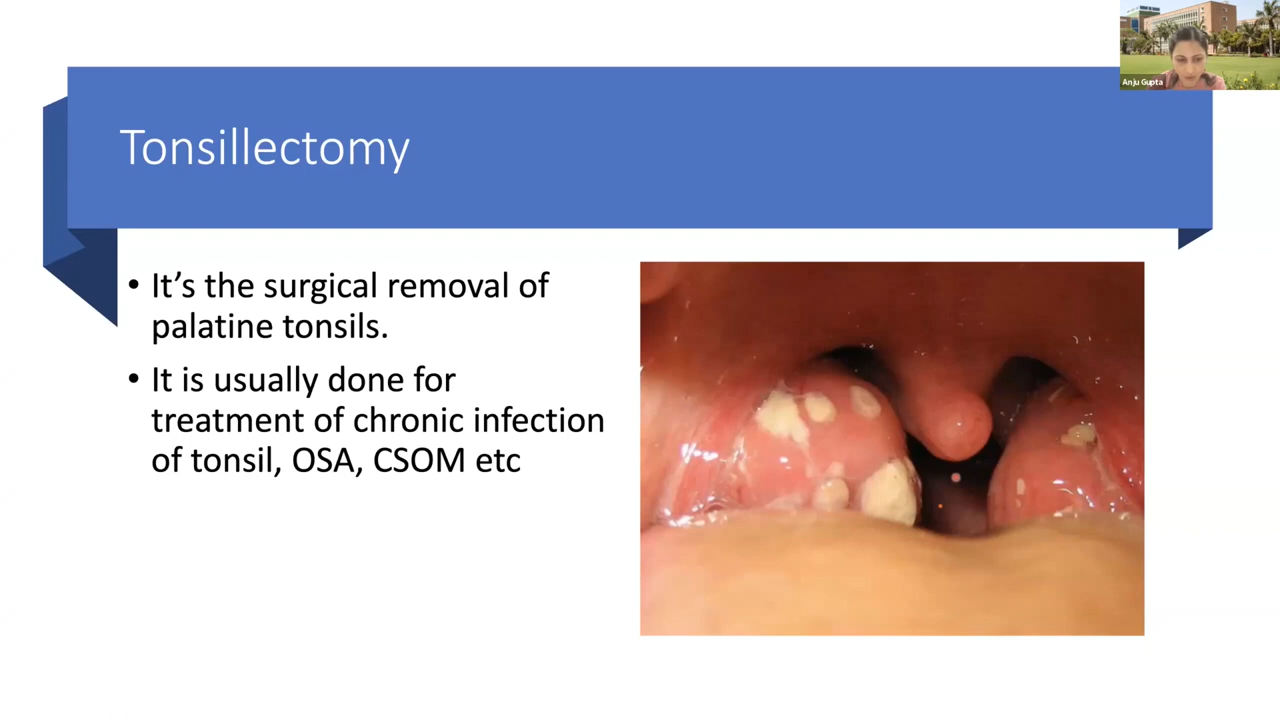 Anju Gupta
Tonsillectomy
• It’s the surgical removal of
palatine tonsils.
• It is usually done for
treatment of chronic infection
of tonsil, OSA, CSOM etc